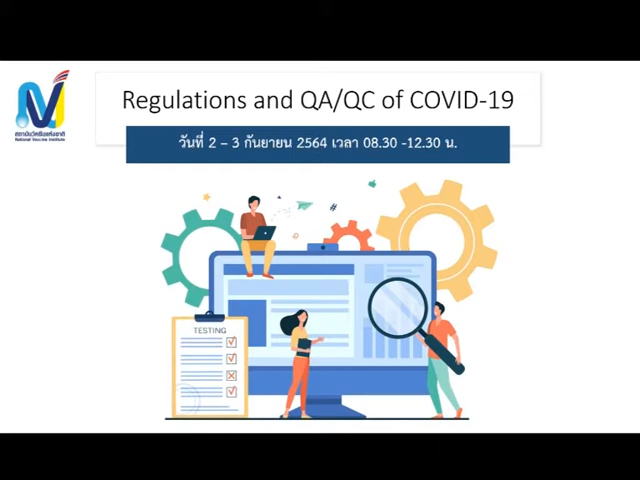 Regulations and QA/QC of COVID-19
วันที่ 2 – 3 กันยายน 2564 เวลา 08.30 -12.30 น.
สถาบันวัคซีนแห่งชาติ
National Vaccine Institute
#
TESTING